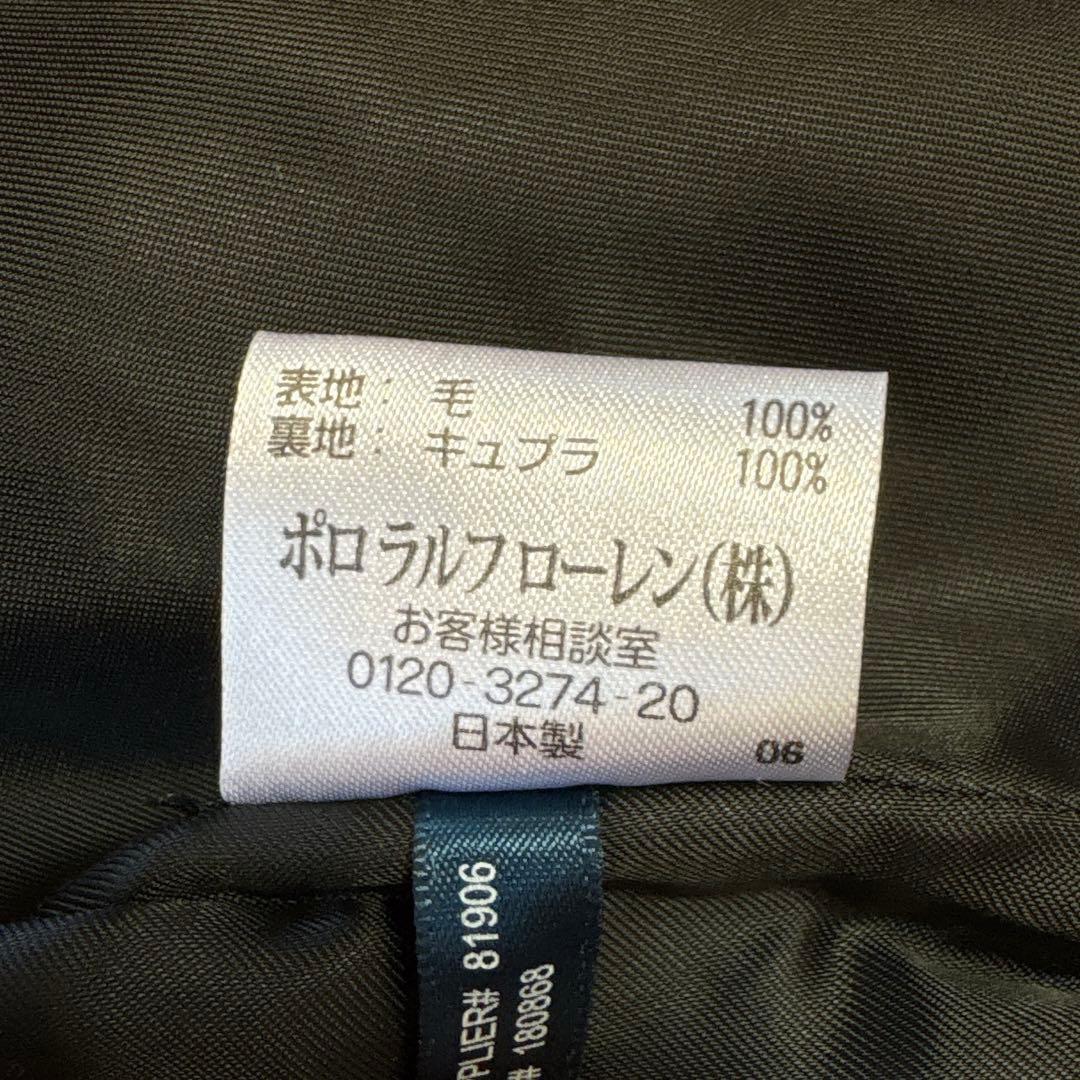 表地: 毛 100%
裏地: キュプラ 100%
ポロ ラルフ ローレン(株)
お客様相談室
0120-3274-20
日本製
06
PLIER# 81906
# 180868